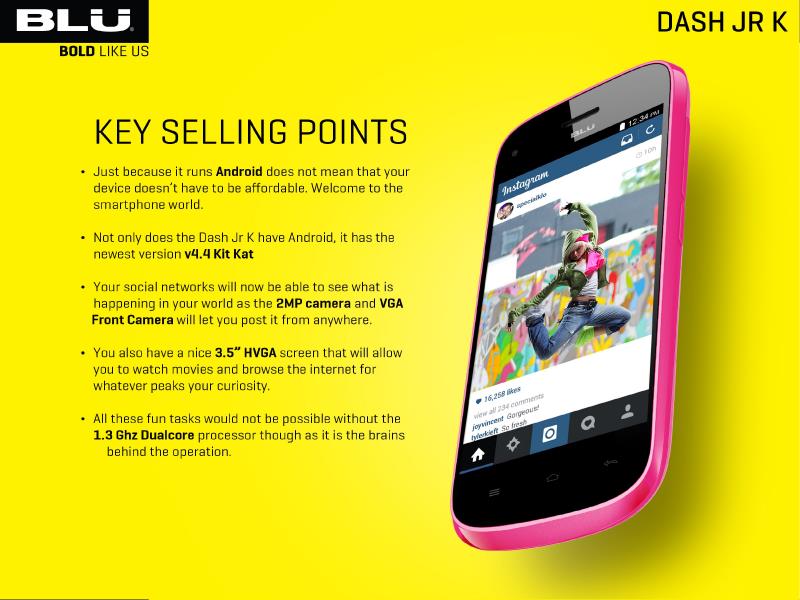 BLU
BOLD LIKE US
DASH JR K
KEY SELLING POINTS
• Just because it runs Android does not mean that your
device doesn't have to be affordable. Welcome to the
smartphone world.
• Not only does the Dash Jr K have Android, it has the
newest version v4.4 Kit Kat
• Your social networks will now be able to see what is
happening in your world as the 2MP camera and VGA
Front Camera will let you post it from anywhere.
• You also have a nice 3.5” HVGA screen that will allow
you to watch movies and browse the internet for
whatever peaks your curiosity.
• All these fun tasks would not be possible without the
1.3 Ghz Dualcore processor though as it is the brains
behind the operation.
BLU
12:34 PM
Instagram
specialkio
10h
16,258 likes
view all 234 comments
joyvincent Gorgeous!
tylerkieft So fresh